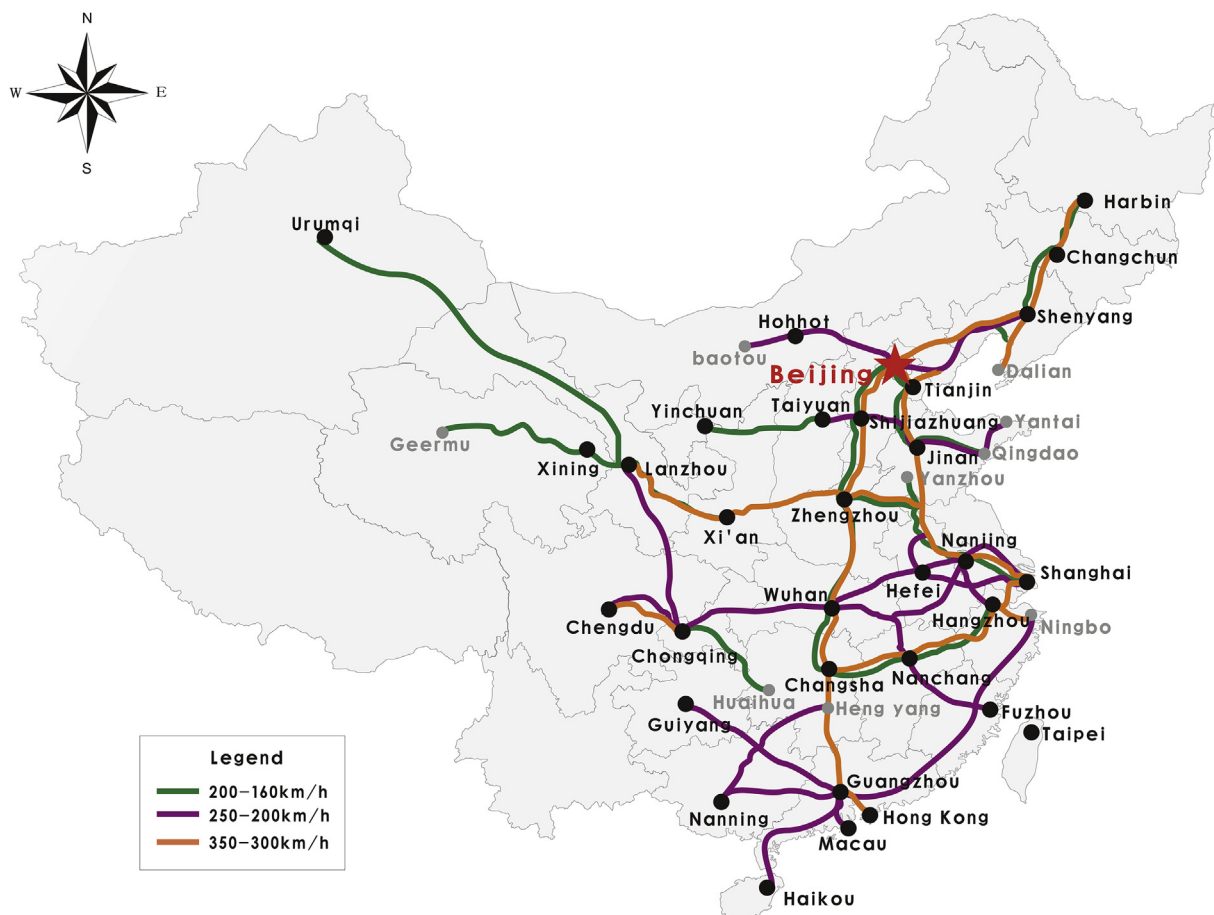 N
W
E
S
Urumqi
Harbin
Changchun
Shenyang
Hohhot
baotou
Beijing
Dalian
Tianjin
Yinchuan
Taiyuan
Shijiazhuang
Yantai
Geermu
Xining
Lanzhou
Jinan
Qingdao
Yanzhou
Zhengzhou
Xi'an
Nanjing
Shanghai
Hefei
Wuhan
Hangzhou
Ningbo
Chengdu
Chongqing
Changsha
Nanchang
Huaihua
Heng yang
Guiyang
Fuzhou
Taipei
Legend
200-160km/h
250-200km/h
350-300km/h
Guangzhou
Nanning
Hong Kong
Macau
Haikou